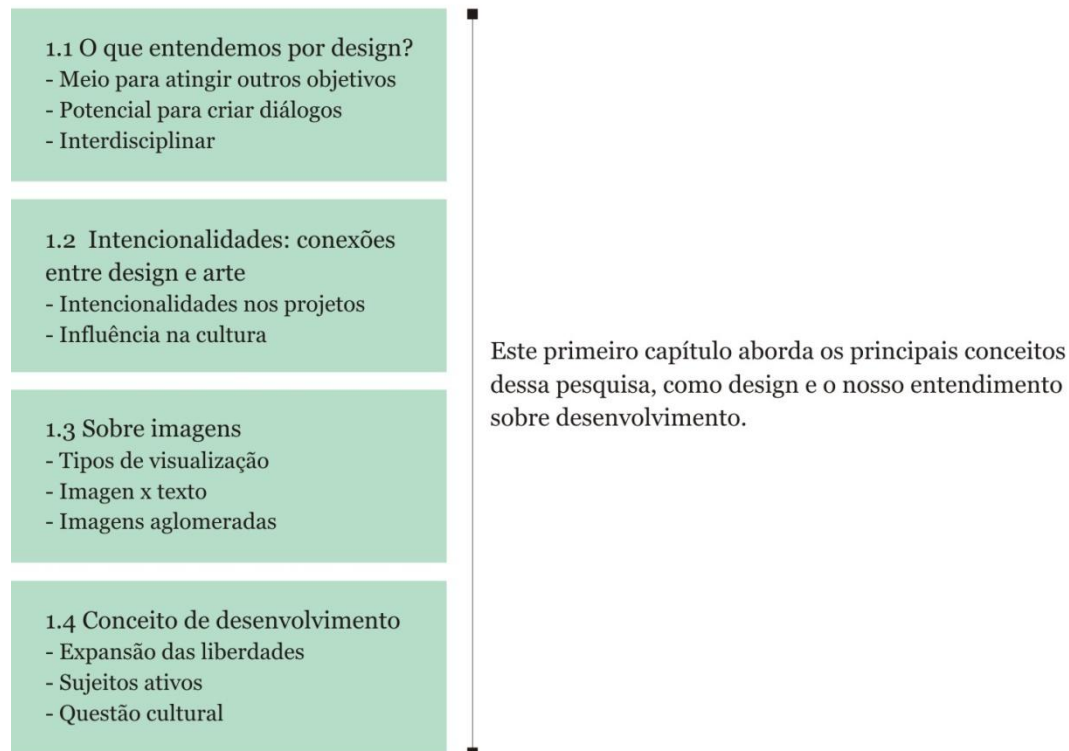 1.1 O que entendemos por design?
- Meio para atingir outros objetivos
- Potencial para criar diálogos
- Interdisciplinar
1.2 Intencionalidades: conexões
entre design e arte
- Intencionalidades nos projetos
- Influência na cultura
1.3 Sobre imagens
- Tipos de visualização
- Imagen x texto
- Imagens aglomeradas
1.4 Conceito de desenvolvimento
- Expansão das liberdades
- Sujeitos ativos
- Questão cultural
Este primeiro capítulo aborda os principais conceitos
dessa pesquisa, como design e o nosso entendimento
sobre desenvolvimento.